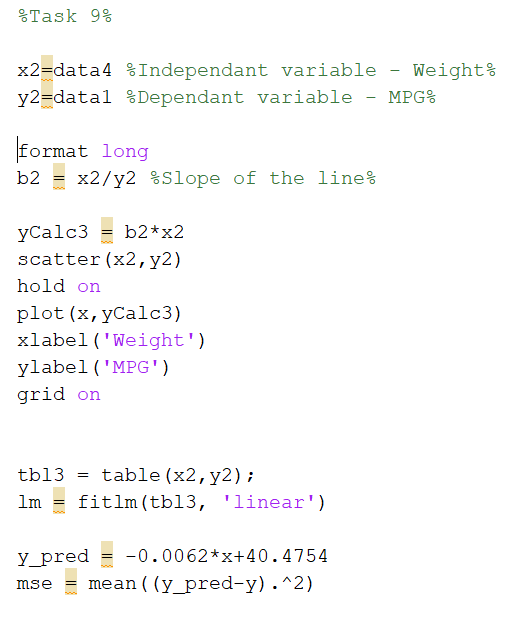 %Task 9%
x2=data4 %Independant variable - Weight%
y2=data1 %Dependant variable - MPG%
format long
b2 = x2/y2 %Slope of the line%
yCalc3 = b2*x2
scatter(x2,y2)
hold on
plot(x,yCalc3)
xlabel('Weight')
ylabel('MPG')
grid on
tbl3 = table(x2,y2);
lm = fitlm(tbl3, 'linear')
y_pred = -0.0062*x+40.4754
mse = mean((y_pred-y).^2)